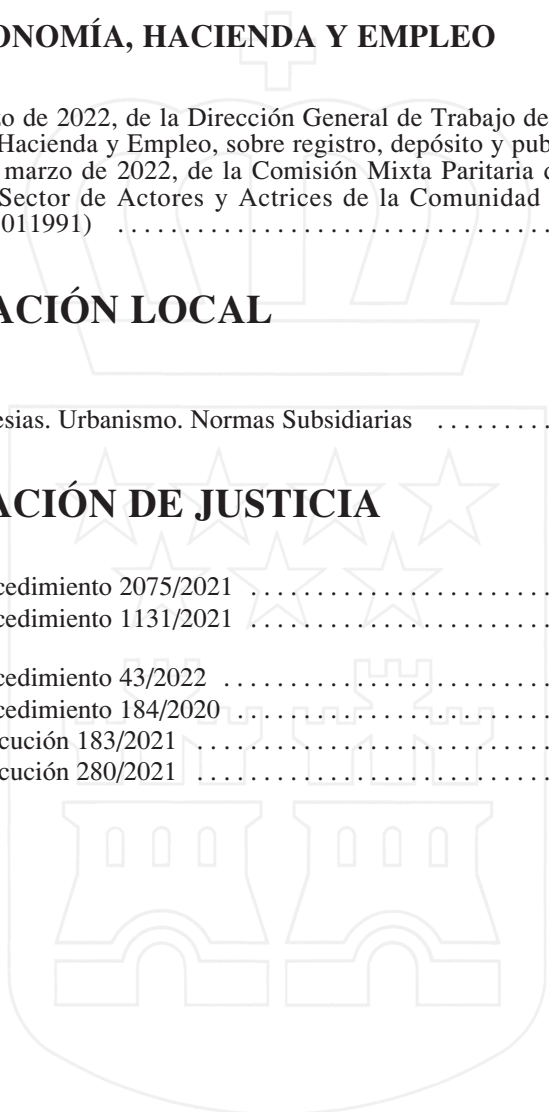 ONOMÍA, HACIENDA Y EMPLEO
zo de 2022, de la Dirección General de Trabajo de
Hacienda y Empleo, sobre registro, depósito y pub
marzo de 2022, de la Comisión Mixta Paritaria
Sector de Actores y Actrices de la Comunidad
011991) ..................................
ACIÓN LOCAL
esias. Urbanismo. Normas Subsidiarias .........
ACIÓN DE JUSTICIA
cedimiento 2075/2021 .......................
cedimiento 1131/2021 .......................
cedimiento 43/2022 .........................
cedimiento 184/2020 ........................
cución 183/2021 ...........................
cución 280/2021 ...........................